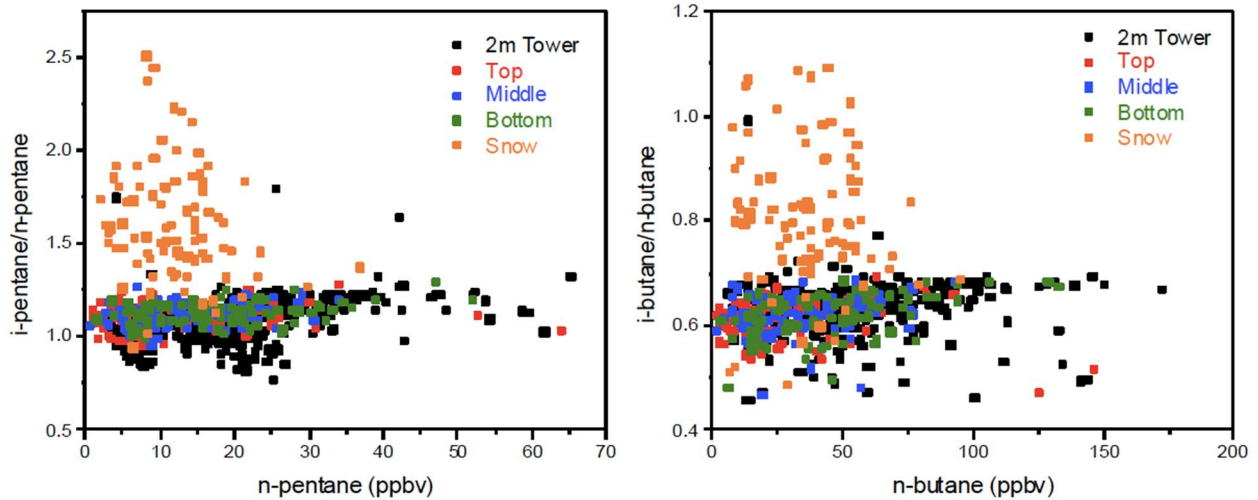 2.5
2.0
1.5
1.0
0.5
i-pentane/n-pentane
2m Tower
Top
Middle
Bottom
Snow
0 10 20 30 40 50 60 70
n-pentane (ppbv)
1.2
1.0
0.8
0.6
0.4
i-butane/n-butane
2m Tower
Top
Middle
Bottom
Snow
0 50 100 150 200
n-butane (ppbv)